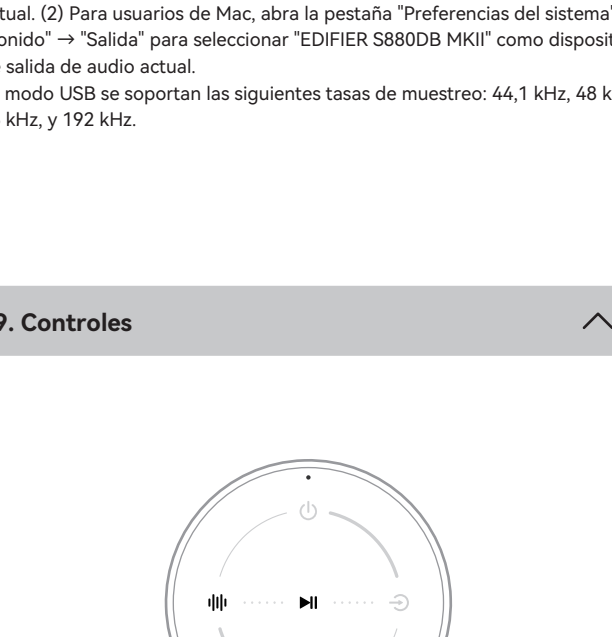 tual. (2) Para usuarios de Mac, abra la pestaña "Preferencias del sistema"
onido" → "Salida" para seleccionar "EDIFIER S880DB MKII" como disposit
salida de audio actual.
modo USB se soportan las siguientes tasas de muestreo: 44,1 kHz, 48 k
kHz, y 192 kHz.
9. Controles